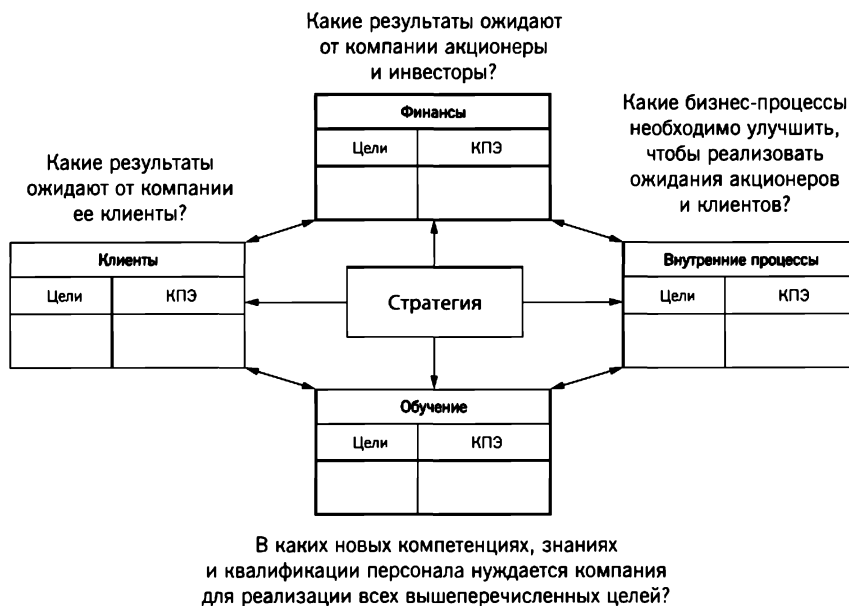 Какие результаты ожидают
от компании акционеры
и инвесторы?
Финансы
Цели КПЭ
Какие бизнес-процессы
необходимо улучшить,
чтобы реализовать
ожидания акционеров
и клиентов?
Какие результаты
ожидают от компании
ее клиенты?
Клиенты
Цели КПЭ
Стратегия
Внутренние процессы
Цели КПЭ
Обучение
Цели КПЭ
В каких новых компетенциях, знаниях
и квалификации персонала нуждается компания
для реализации всех вышеперечисленных целей?